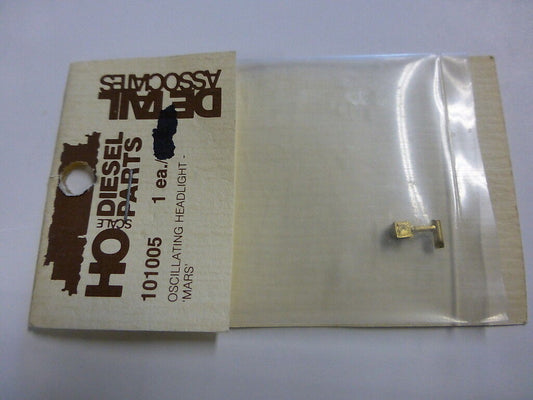 DETAIL
ASSOCIATES
HO SCALE
DIESEL
PARTS
101005 1 ea./
OSCILLATING HEADLIGHT -
'MARS'